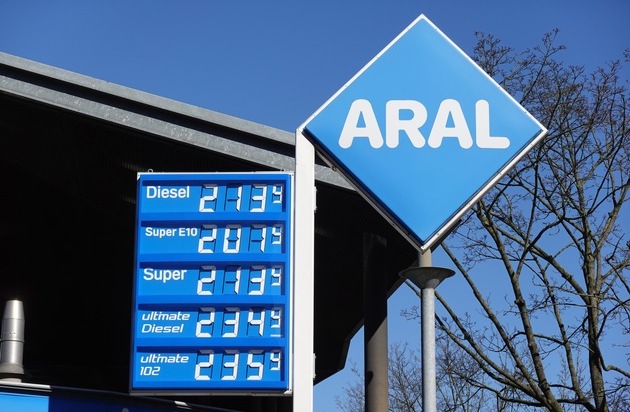 ARAL
Diesel 2.13⁹
Super E10 2.01⁹
Super 2.13⁹
ultimate
Diesel 2.34⁹
ultimate
102 2.35⁹